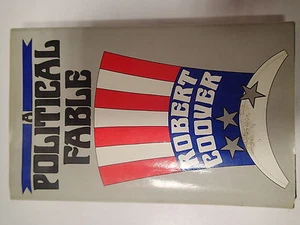 A
POLITICAL
FABLE
ROBERT
COOVER